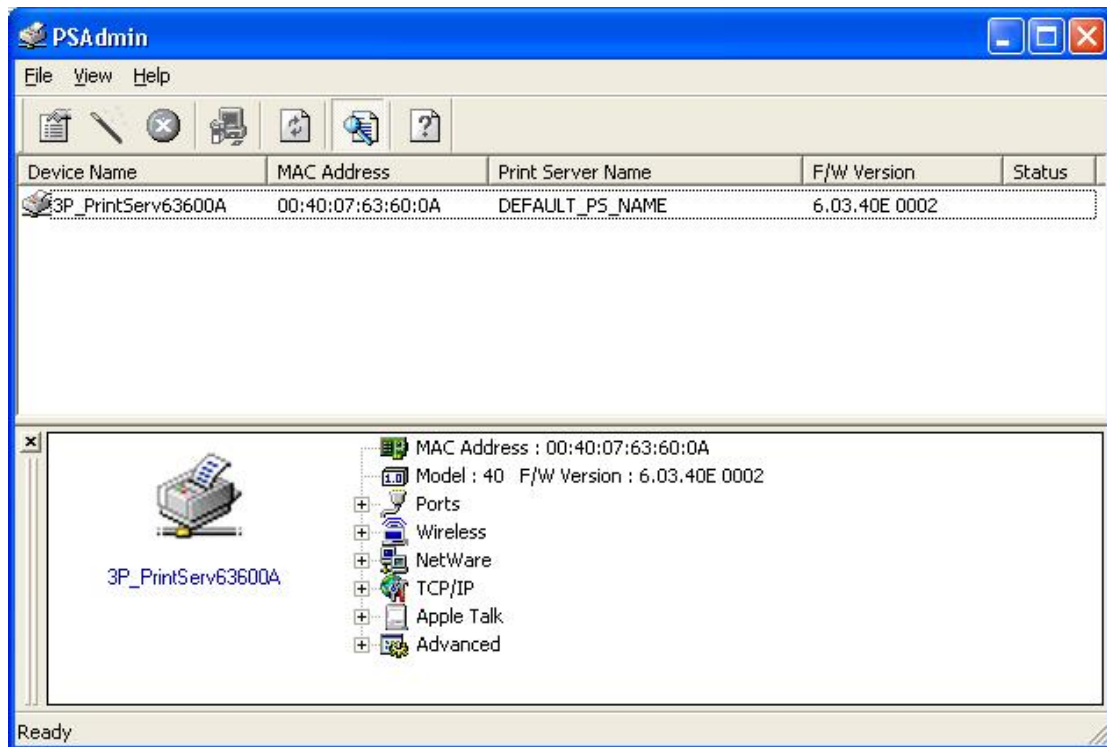 PSAdmin
File View Help
Device Name MAC Address Print Server Name F/W Version Status
3P_PrintServ63600A 00:40:07:63:60:0A DEFAULT_PS_NAME 6.03.40E 0002
MAC Address : 00:40:07:63:60:0A
1.0 Model : 40 F/W Version : 6.03.40E 0002
Ports
Wireless
NetWare
3P_PrintServ63600A
TCP/IP
Apple Talk
Advanced
Ready